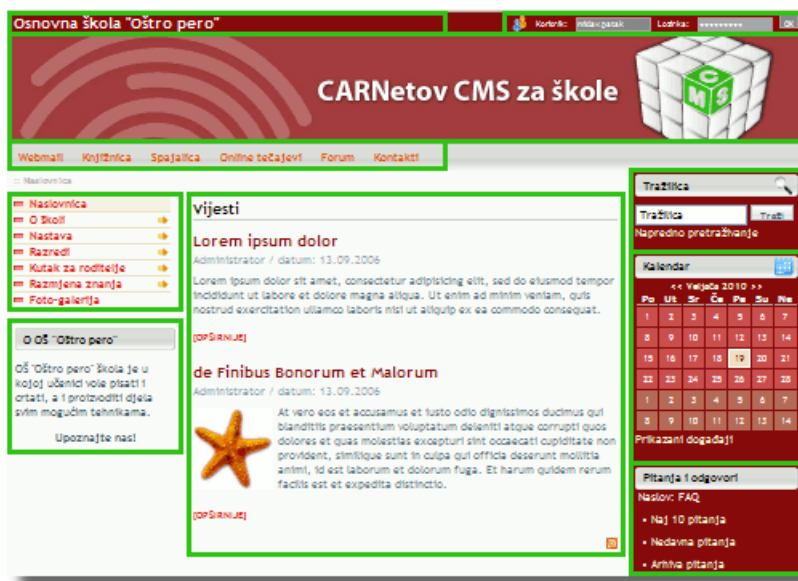 Osnovna škola "Oštro pero"
Korisnik:
Lozinka:
OK
CARNetov CMS za škole
CMS
Webmail Knjižnica Spajalica Online tečajevi Forum Kontakti
:: Naslovnica
Naslovnica
O školi
Nastava
Razredi
Kutak za roditelje
Razmjena znanja
Foto-galerija
O OŠ "Oštro pero"
OŠ "Oštro pero" škola je u
kojoj učenici vole pisati i
crtati, a i proizvoditi djela
svim mogućim tehnikama.
Upoznajte nas!
Vijesti
Lorem ipsum dolor
Administrator / datum: 13.09.2006
Lorem ipsum dolor sit amet, consectetur adipisicing elit, sed do eiusmod tempor
incididunt ut labore et dolore magna aliqua. Ut enim ad minim veniam, quis
nostrud exercitation ullamco laboris nisi ut aliquip ex ea commodo consequat.
[OPŠIRNIJE]
de Finibus Bonorum et Malorum
Administrator / datum: 13.09.2006
At vero eos et accusamus et iusto odio dignissimos ducimus qui
blanditiis praesentium voluptatum deleniti atque corrupti quos
dolores et quas molestias excepturi sint occaecati cupiditate non
provident, similique sunt in culpa qui officia deserunt mollitia
animi, id est laborum et dolorum fuga. Et harum quidem rerum
facilis est et expedita distinctio.
[OPŠIRNIJE]
Tražilica
Tražilica Traži
Napredno pretraživanje
Kalendar
<< Veljača 2010 >>
Po Ut Sr Če Pe Su Ne
1 2 3 4 5 6 7
8 9 10 11 12 13 14
15 16 17 18 19 20 21
22 23 24 25 26 27 28
1 2 3 4 5 6 7
8 9 10 11 12 13 14
Prikazani događaji
Pitanja i odgovori
Naslov: FAQ
• Naj 10 pitanja
• Nedavna pitanja
• Arhiva pitanja